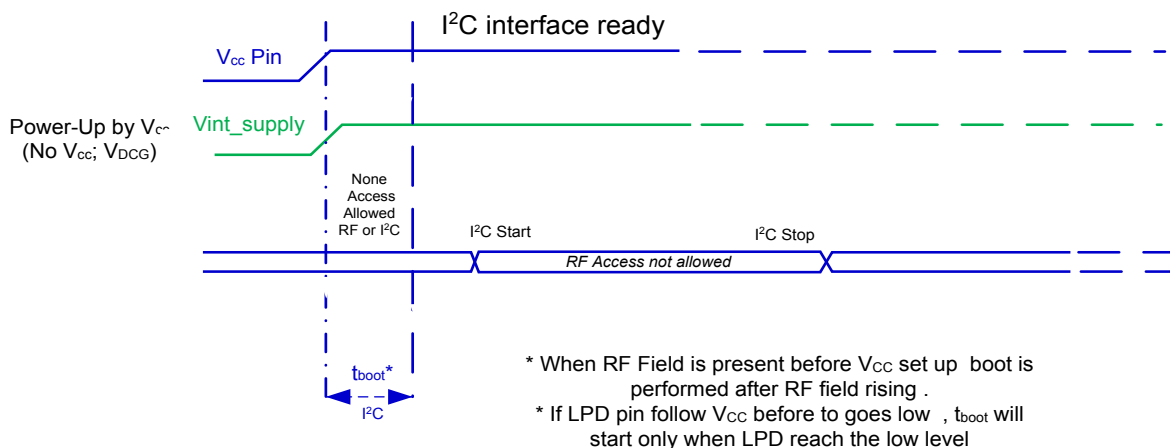 I²C interface ready
Vcc Pin
Vint_supply
Power-Up by Vcc
(No Vcc; VDCG)
None
Access
Allowed
RF or I²C
I²C Start
I²C Stop
RF Access not allowed
tboot*
I²C
* When RF Field is present before VCC set up boot is
performed after RF field rising .
* If LPD pin follow VCC before to goes low , tboot will
start only when LPD reach the low level